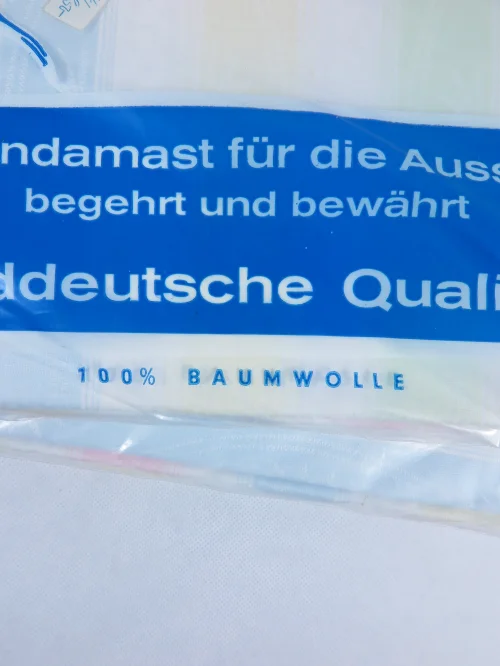 ndamast für die Auss
begehrt und bewährt
ddeutsche Quali
100% BAUMWOLLE